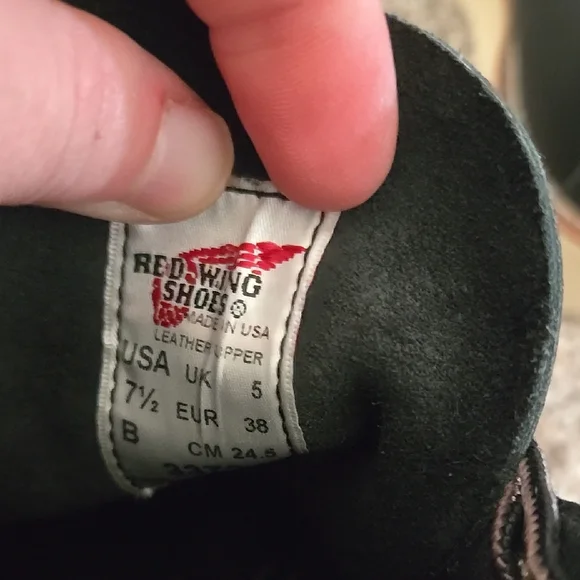 RED WING
SHOES®
MADE IN USA
LEATHER UPPER
USA UK 5
7½ EUR 38
B CM 24.5